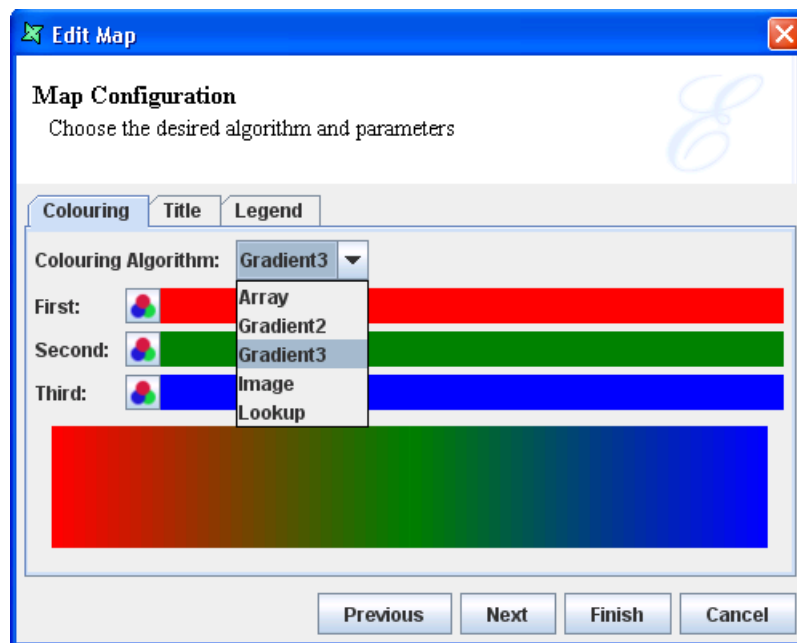 Edit Map
Map Configuration
Choose the desired algorithm and parameters
Colouring Title Legend
Colouring Algorithm: Gradient3
Array
First:
Gradient2
Second:
Gradient3
Image
Third:
Lookup
Previous Next Finish Cancel